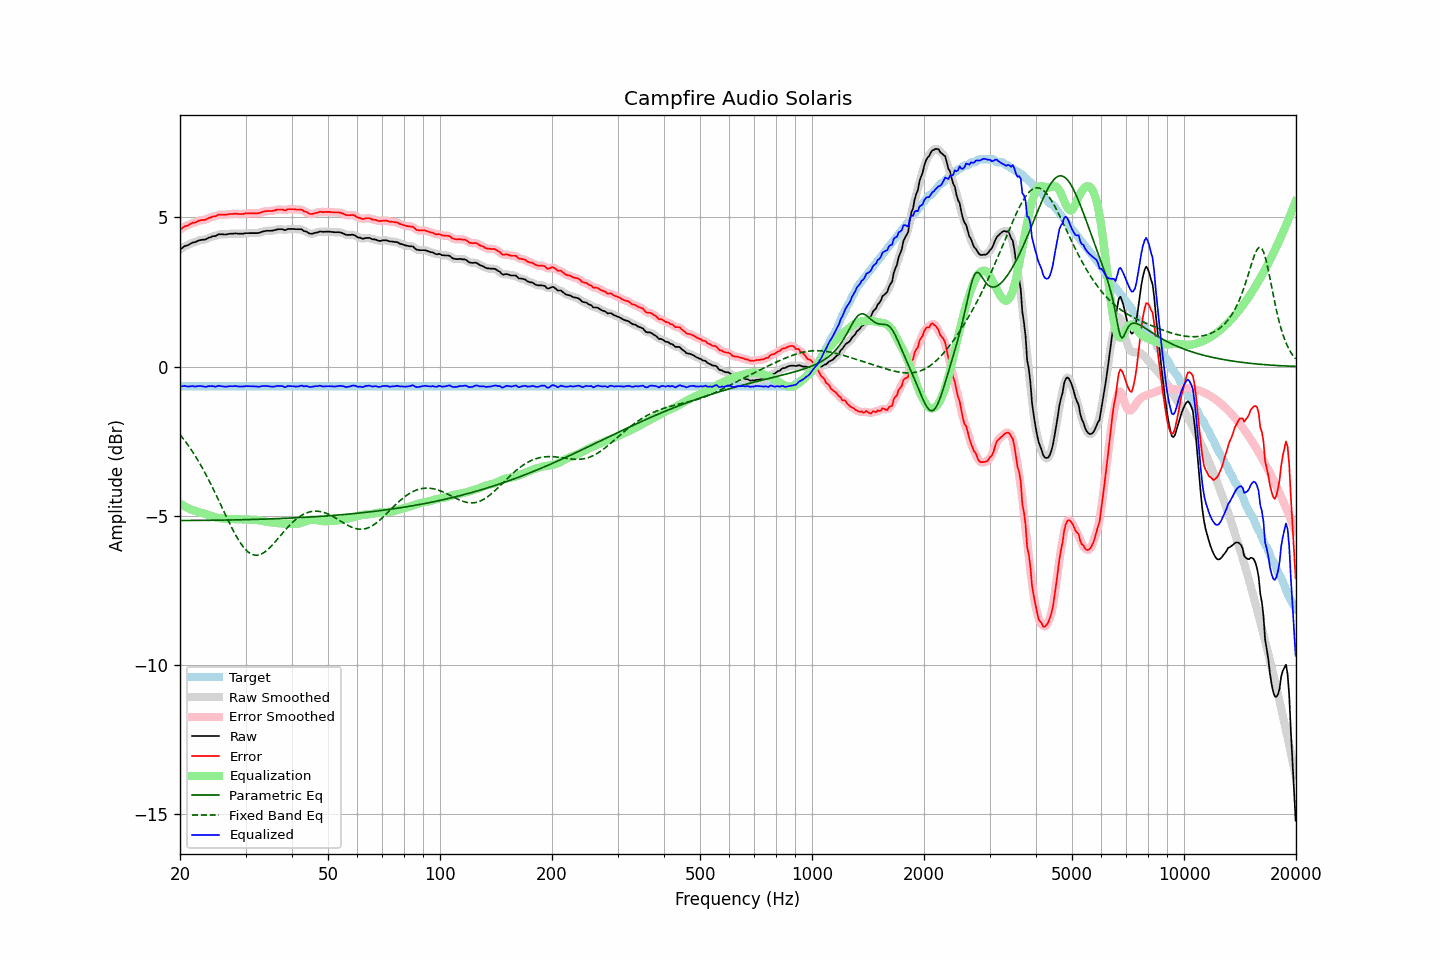 Campfire Audio Solaris
Amplitude (dBr)
5
0
−5
−10
−15
Target
Raw Smoothed
Error Smoothed
Raw
Error
Equalization
Parametric Eq
Fixed Band Eq
Equalized
20 50 100 200 500 1000 2000 5000 10000 20000
Frequency (Hz)